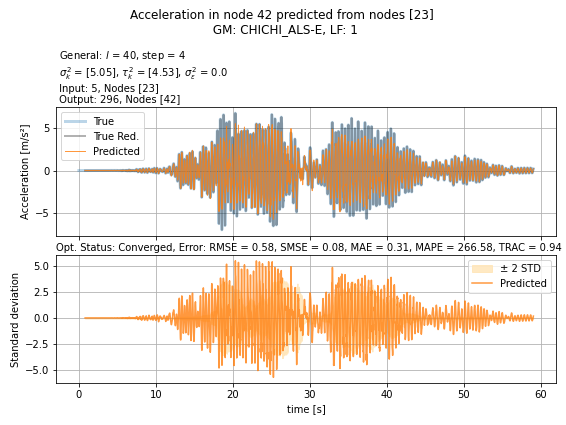 Acceleration in node 42 predicted from nodes [23]
GM: CHICHI_ALS-E, LF: 1
General: l = 40, step = 4
σ²ₖ = [5.05], τ²ₖ = [4.53], σ²ₑ = 0.0
Input: 5, Nodes [23]
Output: 296, Nodes [42]
True
True Red.
Predicted
Acceleration [m/s²]
5
0
−5
Opt. Status: Converged, Error: RMSE = 0.58, SMSE = 0.08, MAE = 0.31, MAPE = 266.58, TRAC = 0.94
± 2 STD
Predicted
Standard deviation
5.0
2.5
0.0
−2.5
−5.0
0 10 20 30 40 50 60
time [s]